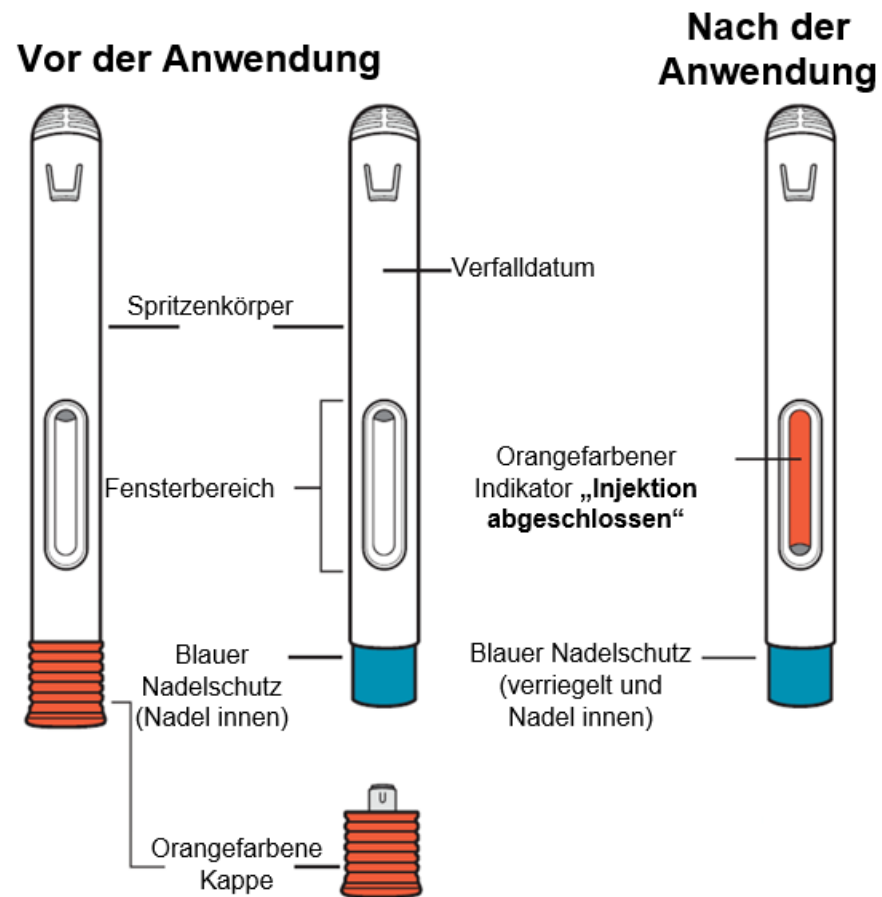 Vor der Anwendung
Nach der
Anwendung
Verfalldatum
Spritzenkörper
Fensterbereich
Orangefarbener
Indikator „Injektion
abgeschlossen“
Blauer
Nadelschutz
(Nadel innen)
Blauer Nadelschutz
(verriegelt und
Nadel innen)
Orangefarbene
Kappe